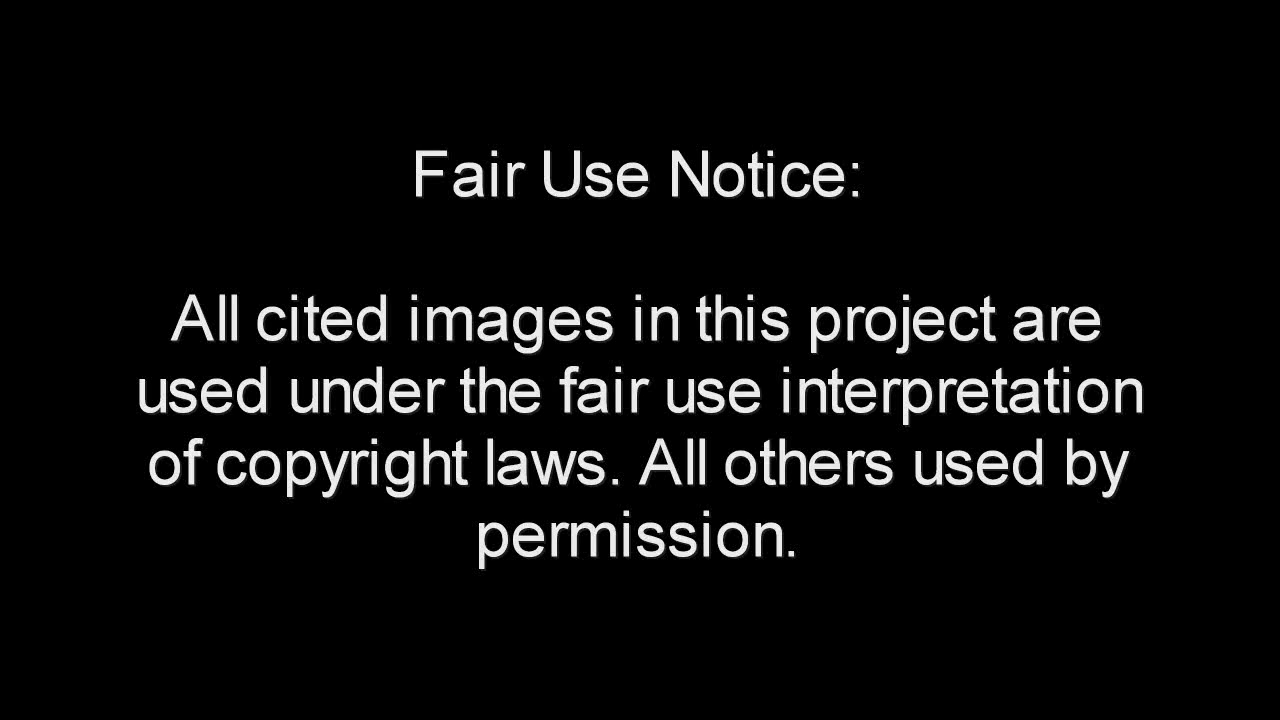 Fair Use Notice:
All cited images in this project are
used under the fair use interpretation
of copyright laws. All others used by
permission.